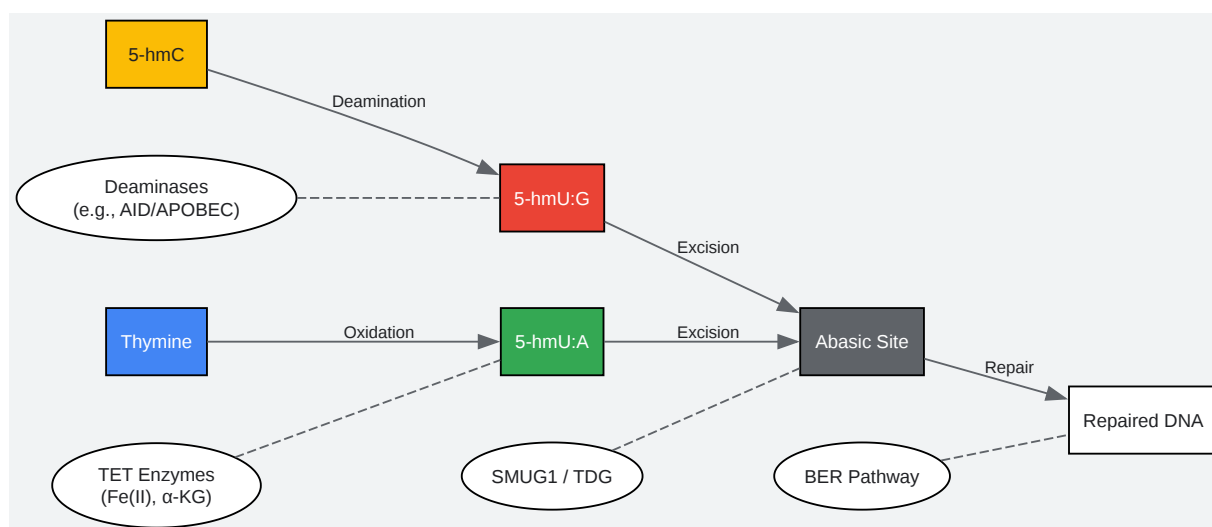 5-hmC
Deamination
Deaminases
(e.g., AID/APOBEC)
5-hmU:G
Excision
Thymine
Oxidation
5-hmU:A
Excision
Abasic Site
Repair
Repaired DNA
TET Enzymes
(Fe(II), α-KG)
SMUG1 / TDG
BER Pathway